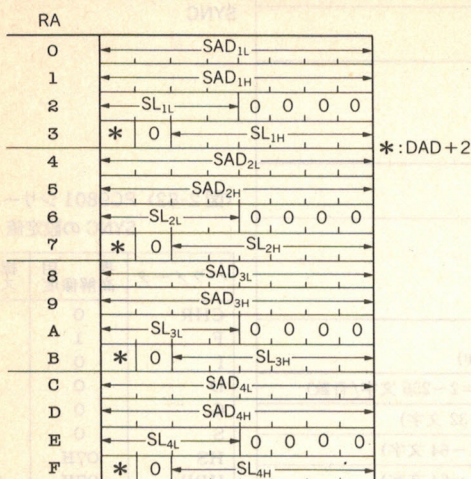 RA
0 SAD1L
1 SAD1H
2 SL1L 0 0 0 0
3 * 0 SL1H
*:DAD+2
4 SAD2L
5 SAD2H
6 SL2L 0 0 0 0
7 * 0 SL2H
8 SAD3L
9 SAD3H
A SL3L 0 0 0 0
B * 0 SL3H
C SAD4L
D SAD4H
E SL4L 0 0 0 0
F * 0 SL4H